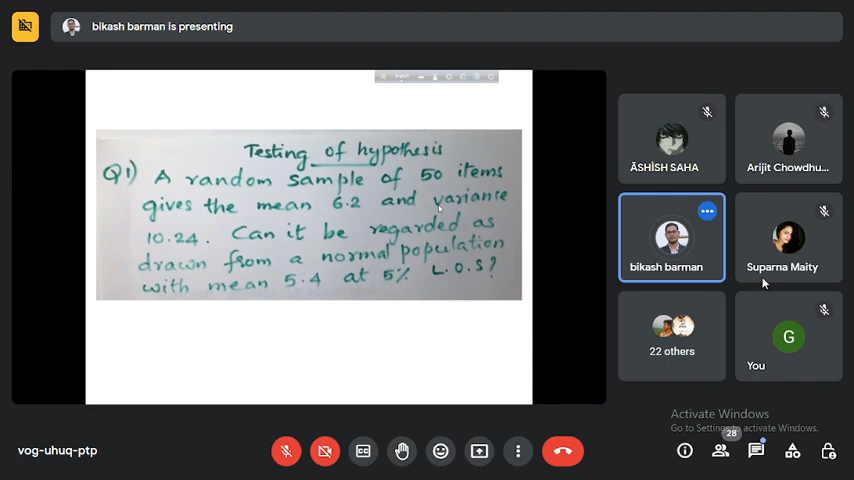 bikash barman is presenting
English
Testing of hypothesis
Q1) A random sample of 50 items
gives the mean 6.2 and variance
10.24. Can it be regarded as
drawn from a normal population
with mean 5.4 at 5% L.O.S?
ĀSHÌSH SAHA
Arijit Chowdhu...
bikash barman
Suparna Maity
22 others
G
You
Activate Windows
Go to Settings to activate Windows.
28
vog-uhuq-ptp
CC